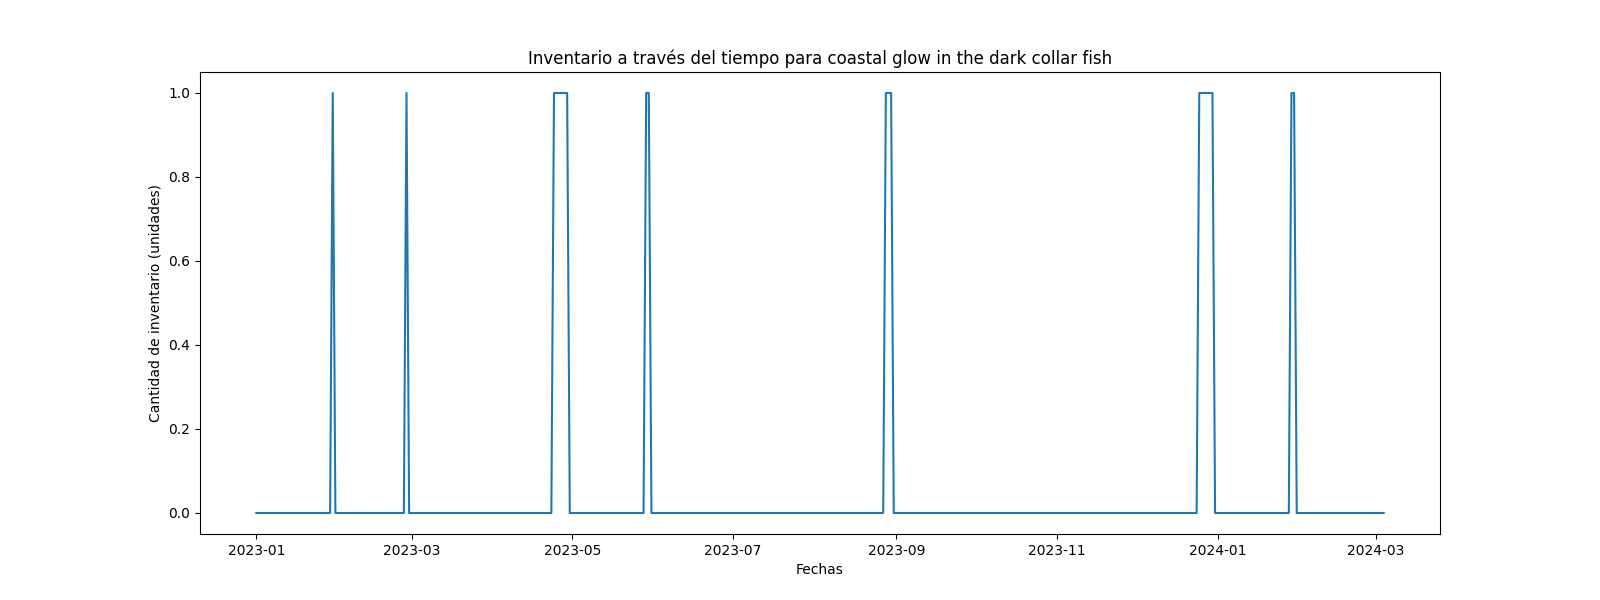 Inventario a través del tiempo para coastal glow in the dark collar fish
Cantidad de inventario (unidades)
1.0
0.8
0.6
0.4
0.2
0.0
2023-01 2023-03 2023-05 2023-07 2023-09 2023-11 2024-01 2024-03
Fechas